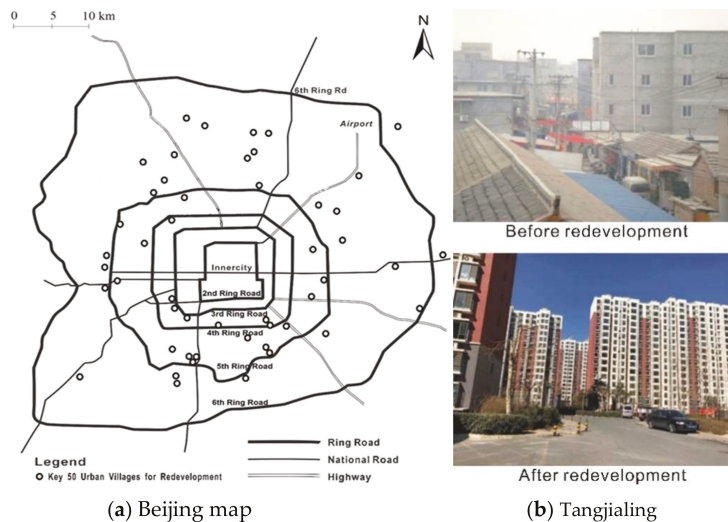 0 5 10 km
N
6th Ring Rd
Airport
Innercity
2nd Ring Road
3rd Ring Road
4th Ring Road
5th Ring Road
6th Ring Road
Ring Road
Legend
National Road
Key 50 Urban Villages for Redevelopment
Highway
(a) Beijing map
Before redevelopment
After redevelopment
(b) Tangjialing